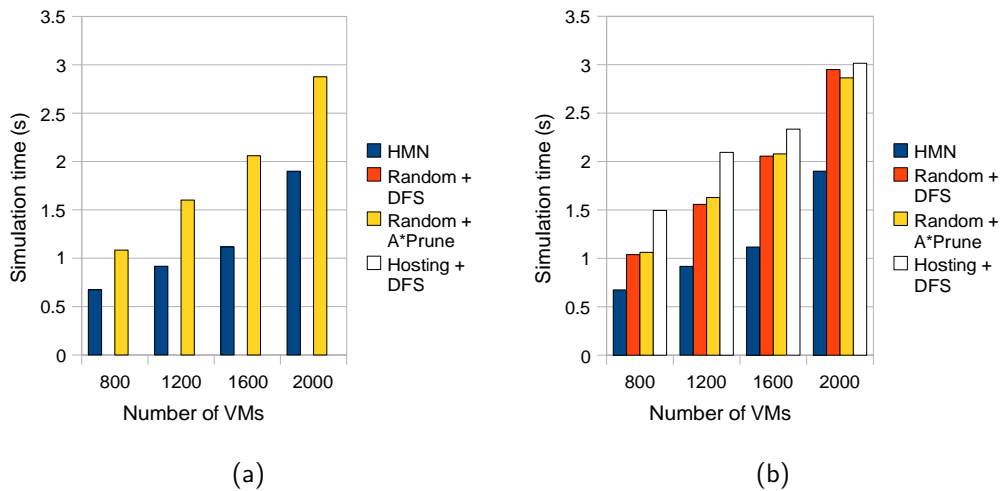 3.5
3
2.5
2
1.5
1
0.5
0
Simulation time (s)
800 1200 1600 2000
Number of VMs
HMN
Random +
DFS
Random +
A*Prune
Hosting +
DFS
(a)
3.5
3
2.5
2
1.5
1
0.5
0
Simulation time (s)
800 1200 1600 2000
Number of VMs
HMN
Random +
DFS
Random +
A*Prune
Hosting +
DFS
(b)